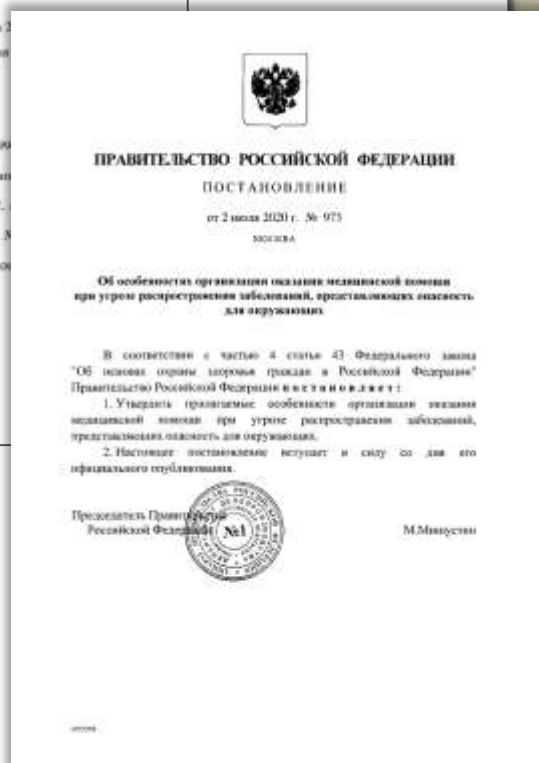 ПРАВИТЕЛЬСТВО РОССИЙСКОЙ ФЕДЕРАЦИИ
ПОСТАНОВЛЕНИЕ
от 2 июля 2020 г. № 973
МОСКВА
Об особенностях организации оказания медицинской помощи
при угрозе распространения заболеваний, представляющих опасность
для окружающих
В соответствии с частью 4 статьи 43 Федерального закона
"Об основах охраны здоровья граждан в Российской Федерации"
Правительство Российской Федерации постановляет:
1. Утвердить прилагаемые особенности организации оказания
медицинской помощи при угрозе распространения заболеваний,
представляющих опасность для окружающих.
2. Настоящее постановление вступает в силу со дня его
официального опубликования.
Председатель Правительства
Российской Федерации
М.Мишустин
№1